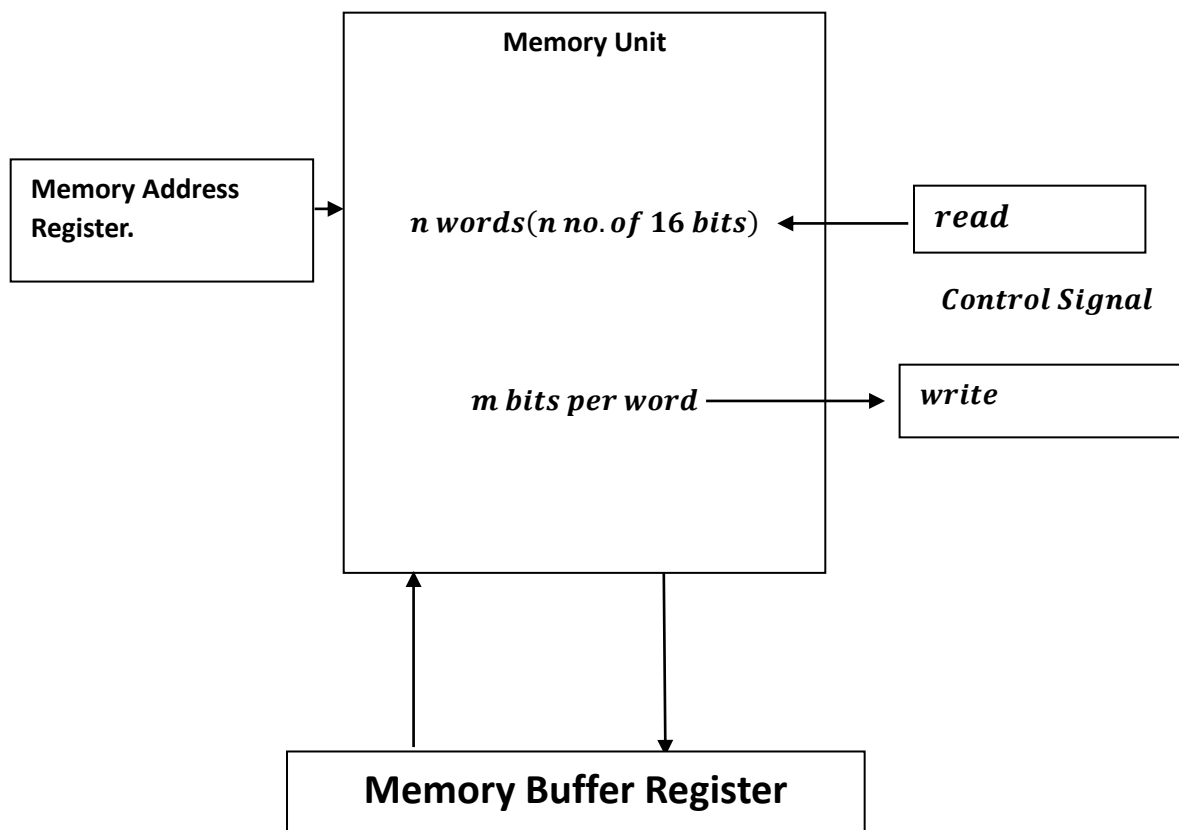 Memory Unit
Memory Address
Register.
n words(n no. of 16 bits)
read
Control Signal
m bits per word
write
Memory Buffer Register